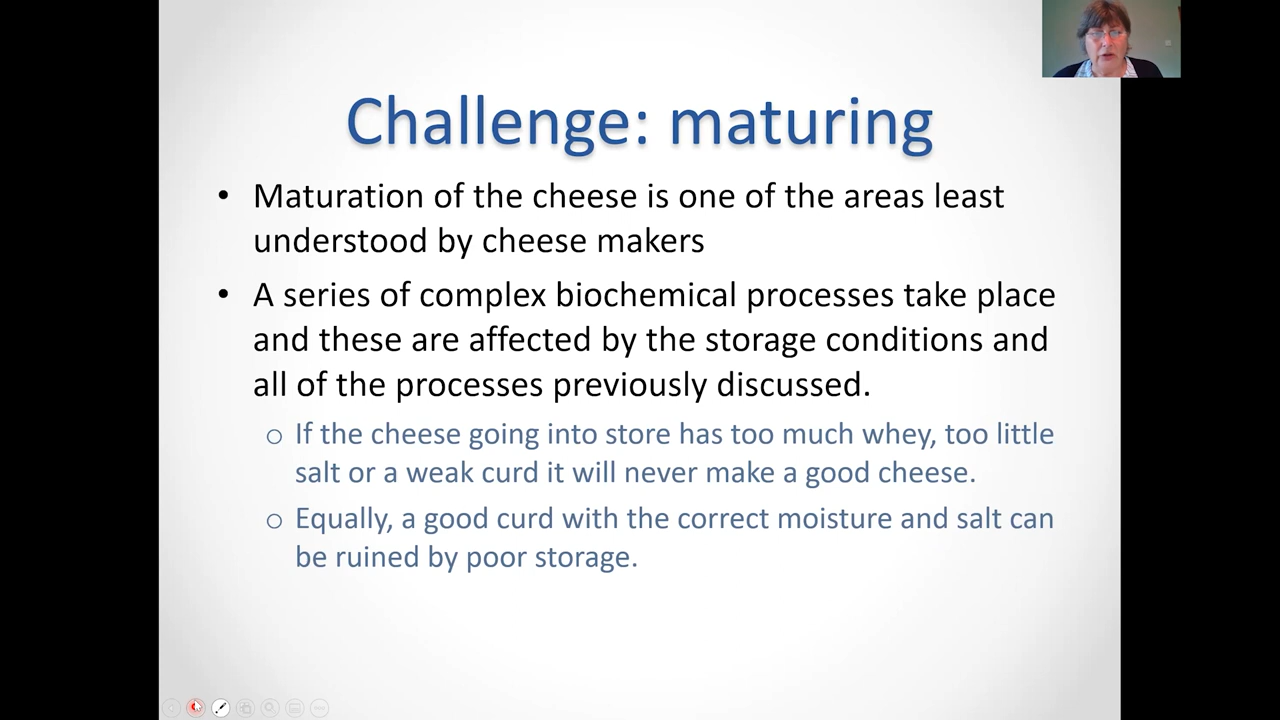 Challenge: maturing
• Maturation of the cheese is one of the areas least
understood by cheese makers
• A series of complex biochemical processes take place
and these are affected by the storage conditions and
all of the processes previously discussed.
o If the cheese going into store has too much whey, too little
salt or a weak curd it will never make a good cheese.
o Equally, a good curd with the correct moisture and salt can
be ruined by poor storage.